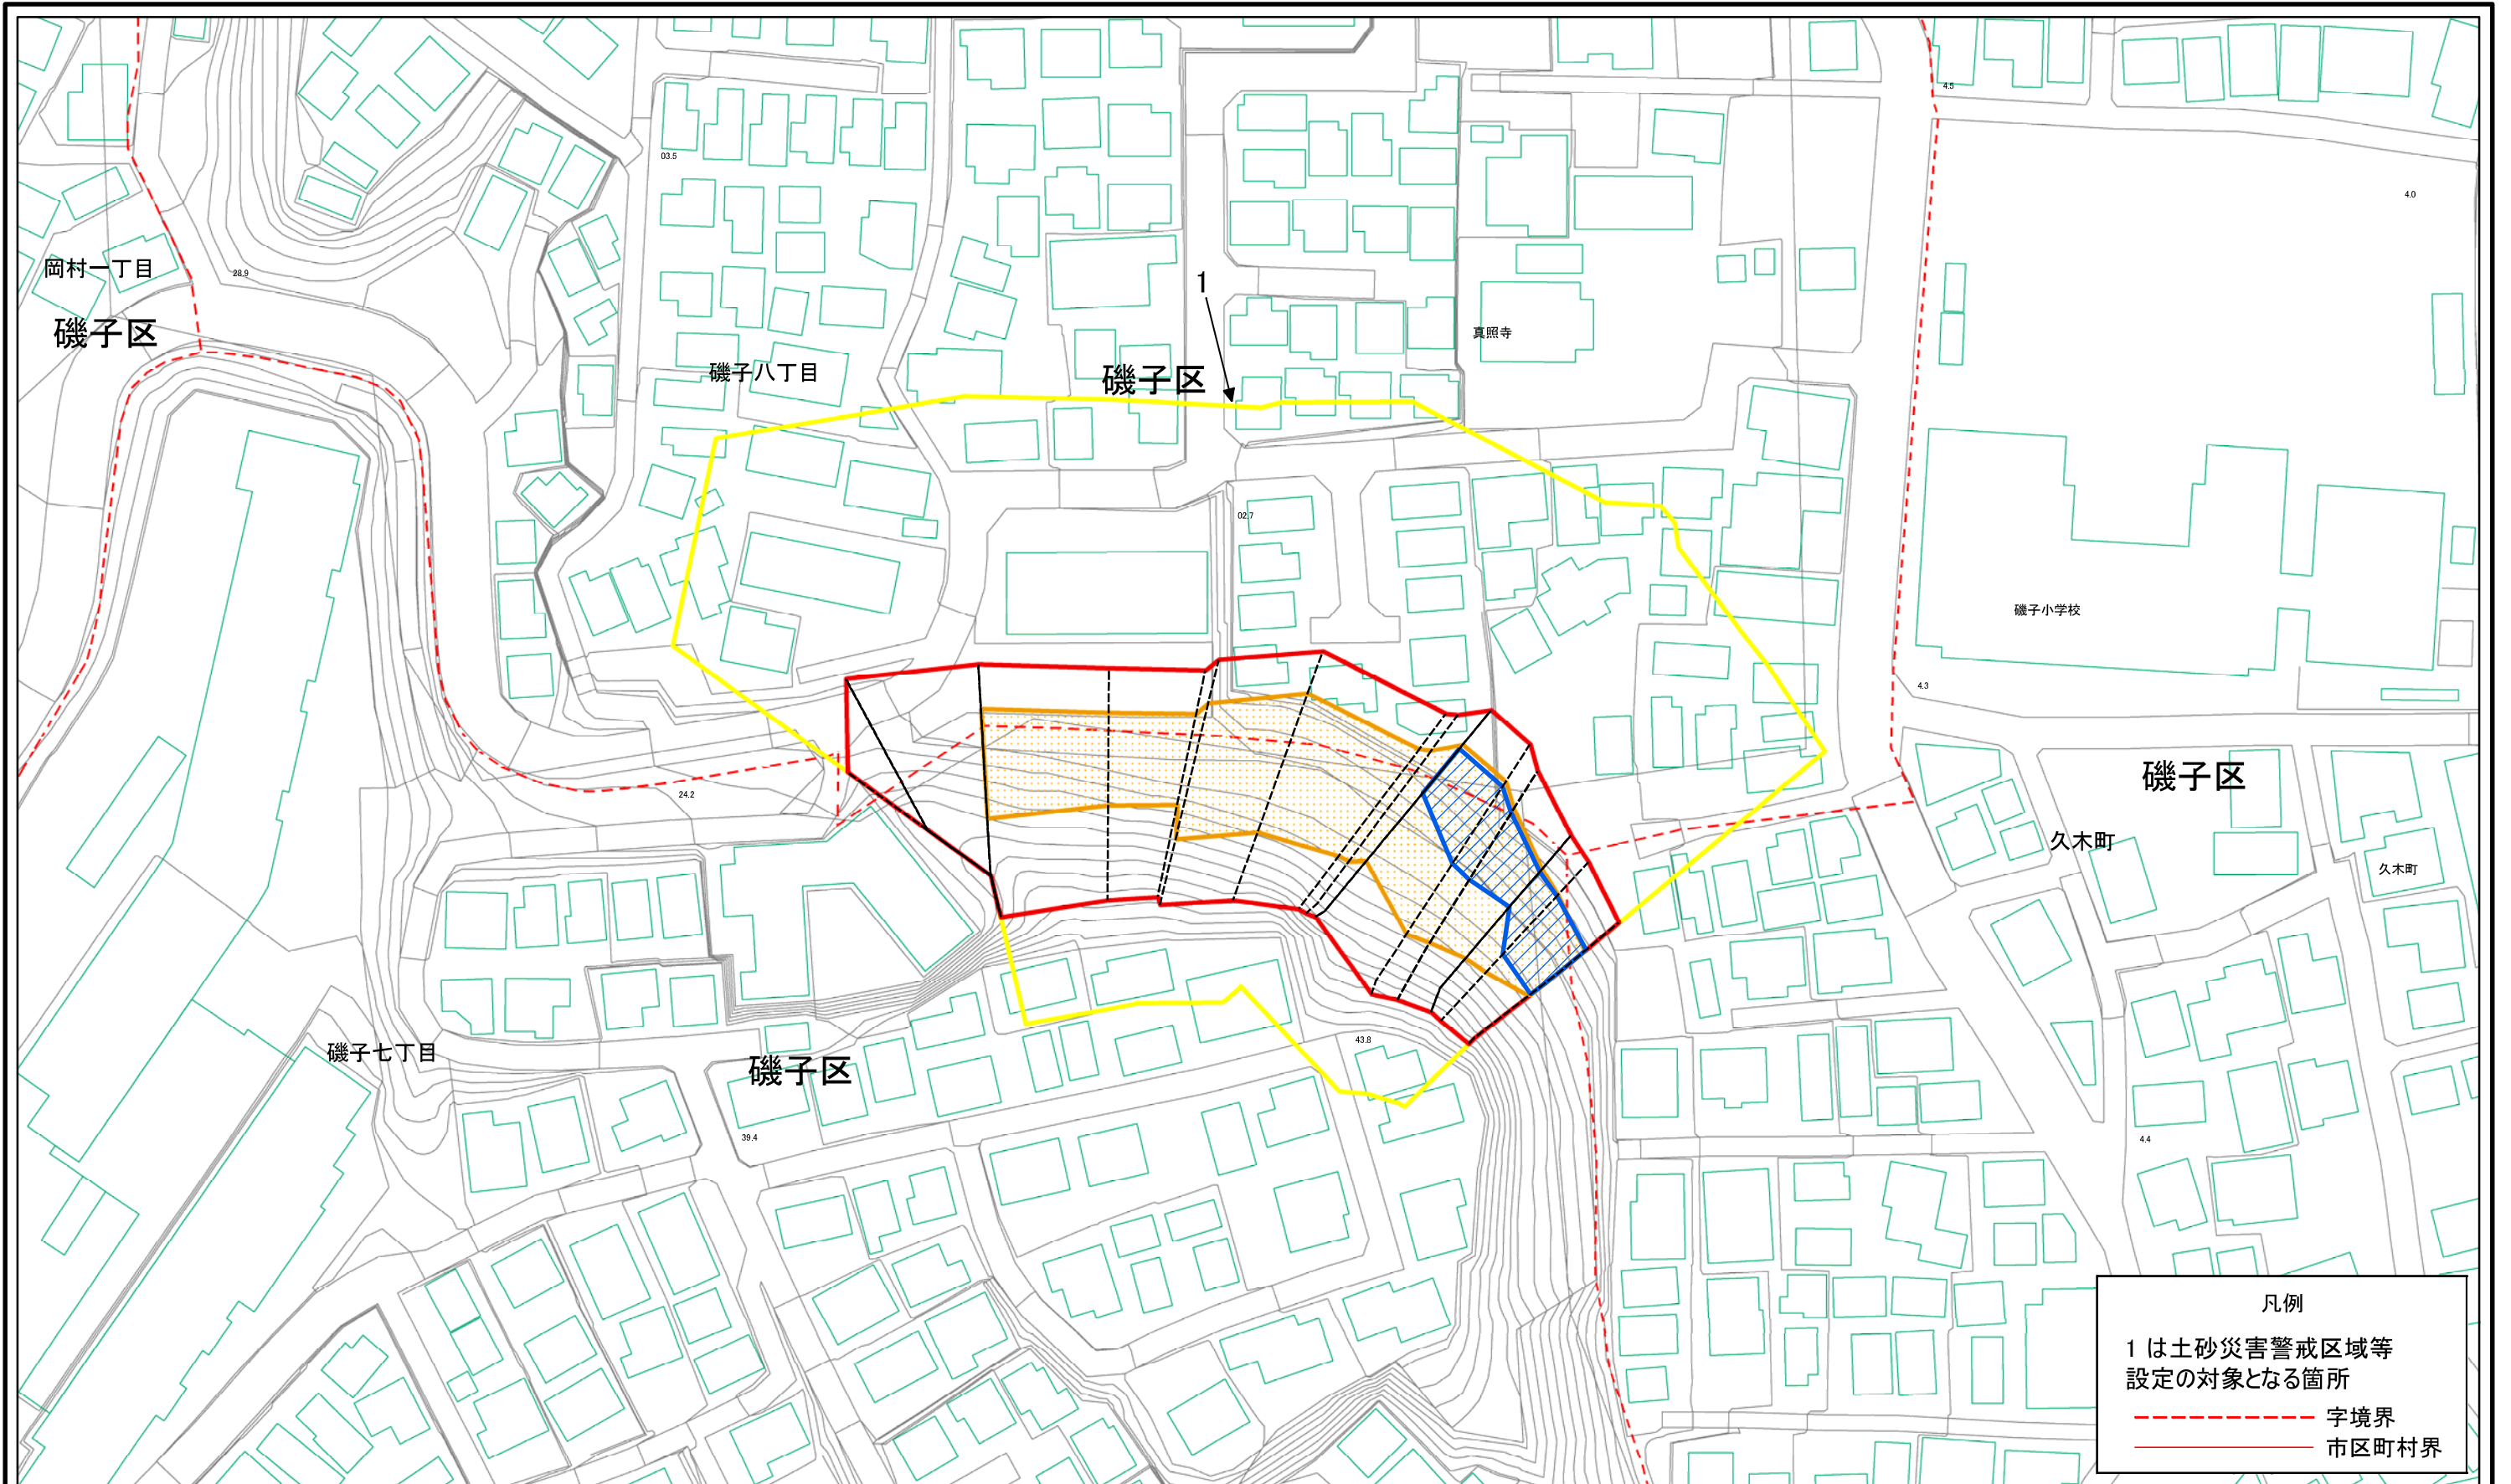 4.5
03.5
4.0
岡村一丁目
28.9
1
磯子区
真照寺
磯子八丁目
磯子区
02.7
磯子小学校
4.3
磯子区
24.2
久木町
久木町
43.8
磯子七丁目
磯子区
39.4
4.4
凡例
1 は土砂災害警戒区域等
設定の対象となる箇所
字境界
市区町村界